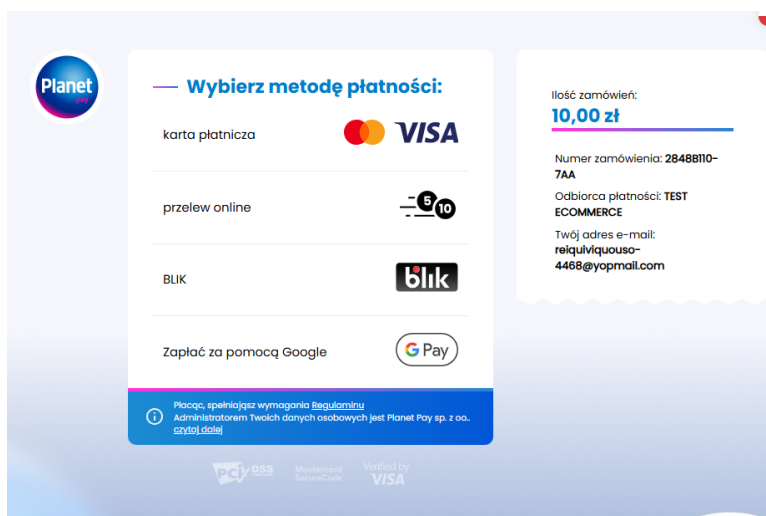 Planet
pay
Wybierz metodę płatności:
karta płatnicza
VISA
przelew online
5
10
BLIK
blik
Zapłać za pomocą Google
G Pay
Płacąc, spełniająsz wymagania Regulaminu
Administratorem Twoich danych osobowych jest Planet Pay sp. z oo..
czytaj dalej
PCI DSS
Mastercard
SecureCode
Verified by
VISA
Ilość zamówień:
10,00 zł
Numer zamówienia: 2848B110-
7AA
Odbiorca płatności: TEST
ECOMMERCE
Twój adres e-mail:
reiquiviquouso-
4468@yopmail.com